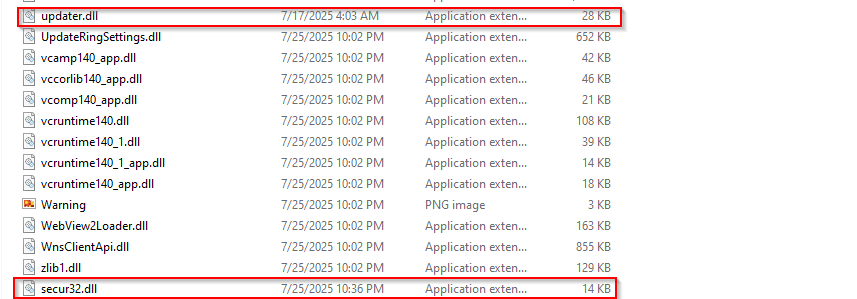 updater.dll 7/17/2025 4:03 AM Application exten... 28 KB
UpdateRingSettings.dll 7/25/2025 10:02 PM Application exten... 652 KB
vcamp140_app.dll 7/25/2025 10:02 PM Application exten... 42 KB
vccorlib140_app.dll 7/25/2025 10:02 PM Application exten... 46 KB
vcomp140_app.dll 7/25/2025 10:02 PM Application exten... 21 KB
vcruntime140.dll 7/25/2025 10:02 PM Application exten... 108 KB
vcruntime140_1.dll 7/25/2025 10:02 PM Application exten... 39 KB
vcruntime140_1_app.dll 7/25/2025 10:02 PM Application exten... 14 KB
vcruntime140_app.dll 7/25/2025 10:02 PM Application exten... 18 KB
Warning 7/25/2025 10:02 PM PNG image 3 KB
WebView2Loader.dll 7/25/2025 10:02 PM Application exten... 163 KB
WnsClientApi.dll 7/25/2025 10:02 PM Application exten... 855 KB
zlib1.dll 7/25/2025 10:02 PM Application exten... 129 KB
secur32.dll 7/25/2025 10:36 PM Application exten... 14 KB